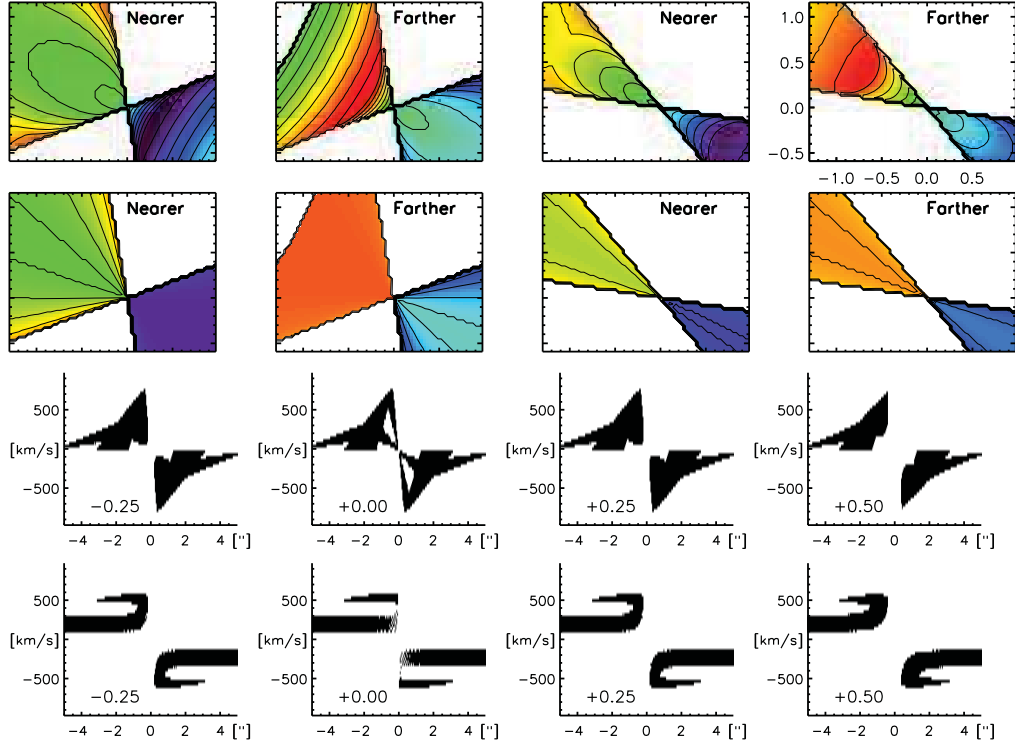 Nearer Farther Nearer Farther
1.0
0.5
0.0
−0.5
−1.0 −0.5 0.0 0.5
Nearer Farther Nearer Farther
500 500 500 500
[km/s] [km/s] [km/s] [km/s]
−500 −500 −500 −500
−0.25 +0.00 +0.25 +0.50
−4 −2 0 2 4 ["] −4 −2 0 2 4 ["] −4 −2 0 2 4 ["] −4 −2 0 2 4 ["]
500 500 500 500
[km/s] [km/s] [km/s] [km/s]
−500 −500 −500 −500
−0.25 +0.00 +0.25 +0.50
−4 −2 0 2 4 ["] −4 −2 0 2 4 ["] −4 −2 0 2 4 ["] −4 −2 0 2 4 ["]